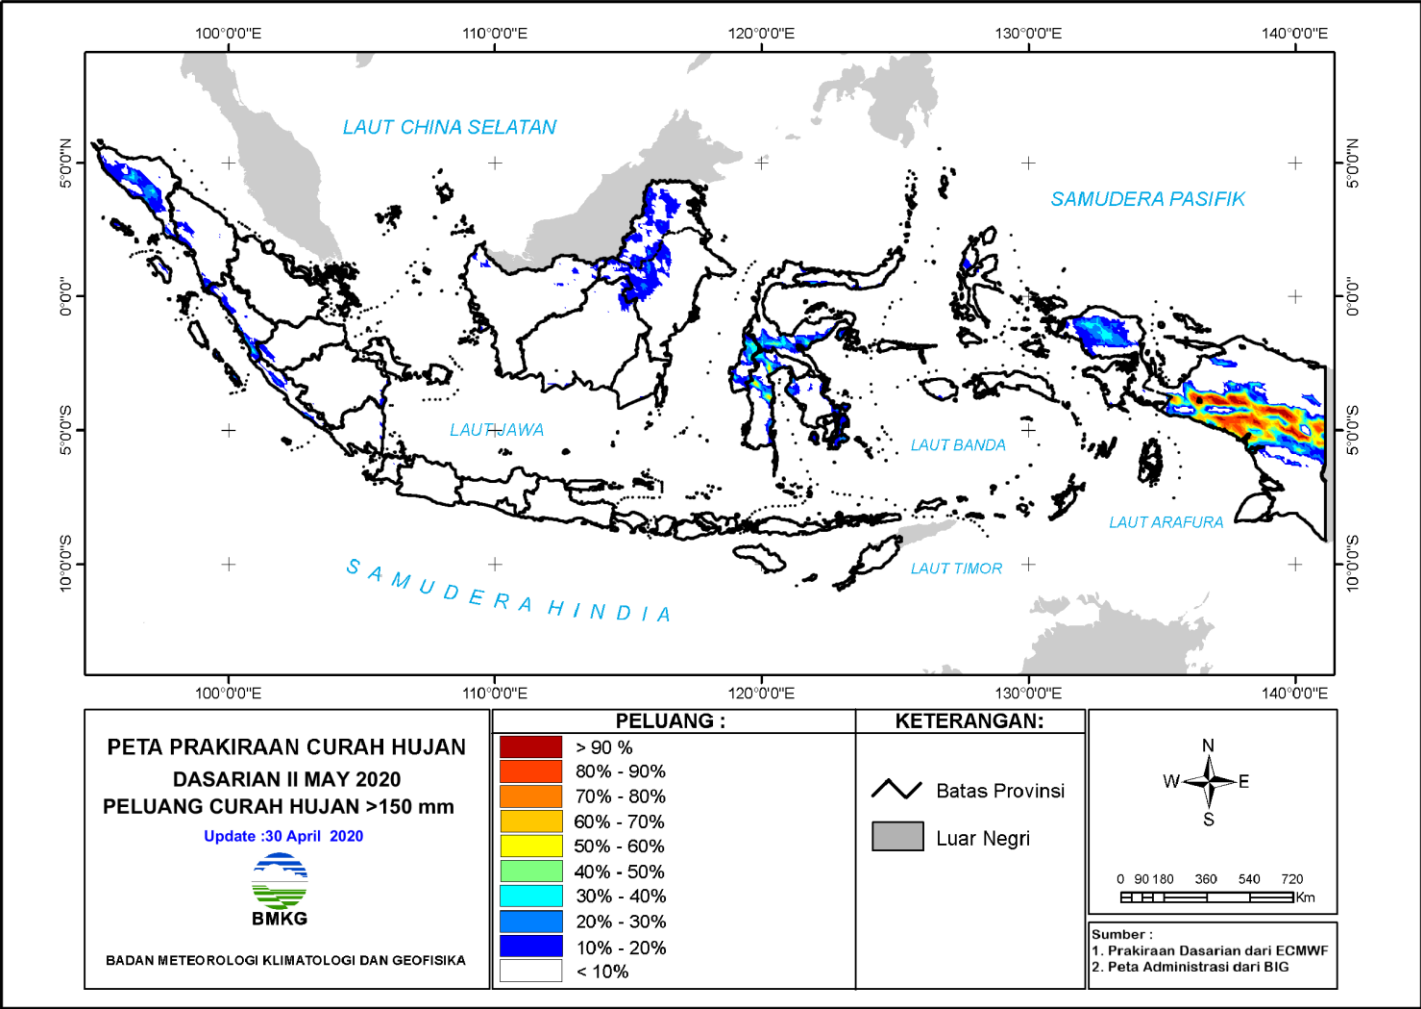 100°0'0"E 110°0'0"E 120°0'0"E 130°0'0"E 140°0'0"E
5°0'0"N 5°0'0"N
0°0'0" 0°0'0"
5°0'0"S 5°0'0"S
10°0'0"S 10°0'0"S
LAUT CHINA SELATAN
SAMUDERA PASIFIK
LAUT JAWA
LAUT BANDA
LAUT ARAFURA
LAUT TIMOR
SAMUDERA HINDIA
100°0'0"E 110°0'0"E 120°0'0"E 130°0'0"E 140°0'0"E
PETA PRAKIRAAN CURAH HUJAN
DASARIAN II MAY 2020
PELUANG CURAH HUJAN >150 mm
Update :30 April 2020
BMKG
BADAN METEOROLOGI KLIMATOLOGI DAN GEOFISIKA
PELUANG :
> 90 %
80% - 90%
70% - 80%
60% - 70%
50% - 60%
40% - 50%
30% - 40%
20% - 30%
10% - 20%
< 10%
KETERANGAN:
Batas Provinsi
Luar Negri
N
W E
S
0 90 180 360 540 720
Km
Sumber :
1. Prakiraan Dasarian dari ECMWF
2. Peta Administrasi dari BIG